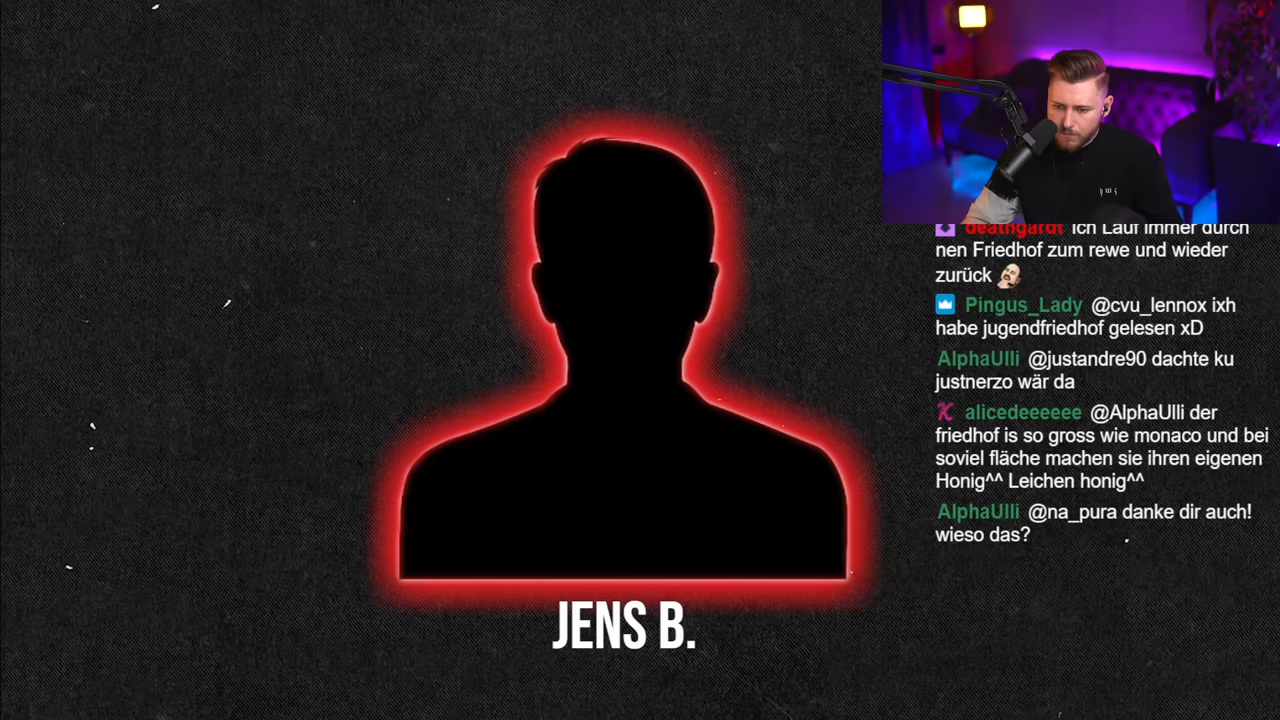 deathgardt Ich Lauf immer durch
nen Friedhof zum rewe und wieder
zurück
Pingus_Lady @cvu_lennox ixh
habe jugendfriedhof gelesen xD
AlphaUlli @justandre90 dachte ku
justnerzo wär da
alicedeeeeee @AlphaUlli der
friedhof is so gross wie monaco und bei
soviel fläche machen sie ihren eigenen
Honig^^ Leichen honig^^
AlphaUlli @na_pura danke dir auch!
wieso das?
JENS B.